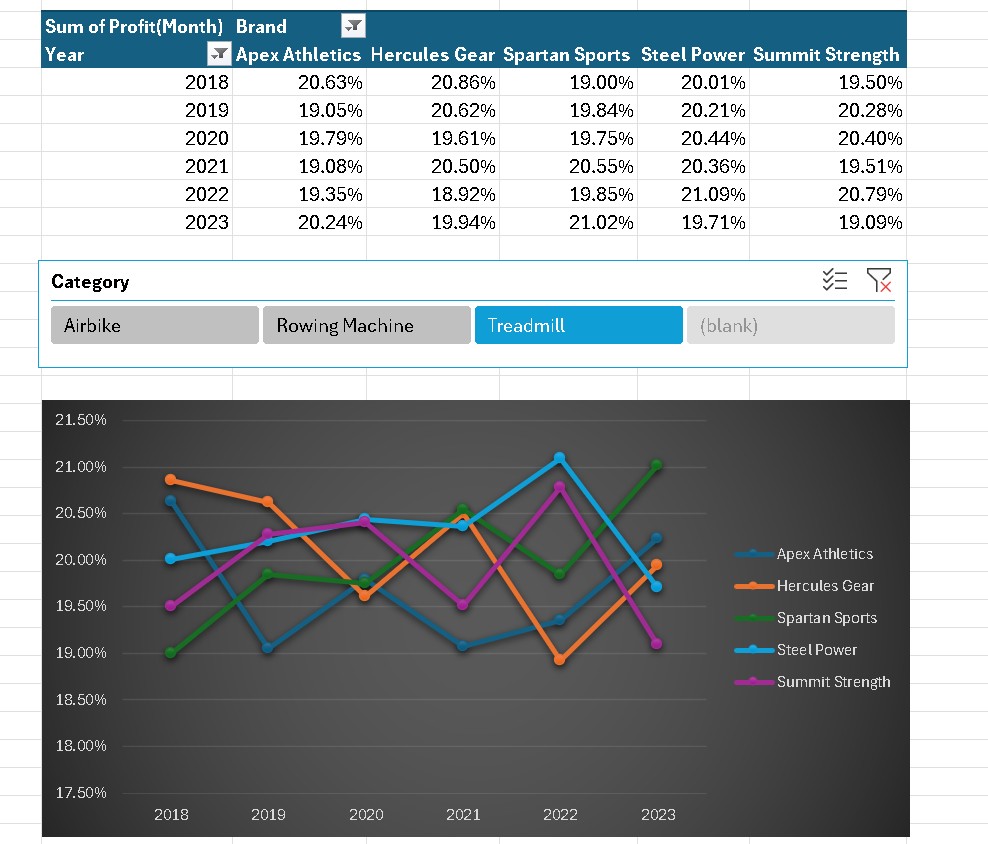 Sum of Profit(Month) Brand
Year Apex Athletics Hercules Gear Spartan Sports Steel Power Summit Strength
2018 20.63% 20.86% 19.00% 20.01% 19.50%
2019 19.05% 20.62% 19.84% 20.21% 20.28%
2020 19.79% 19.61% 19.75% 20.44% 20.40%
2021 19.08% 20.50% 20.55% 20.36% 19.51%
2022 19.35% 18.92% 19.85% 21.09% 20.79%
2023 20.24% 19.94% 21.02% 19.71% 19.09%
Category
Airbike Rowing Machine Treadmill (blank)
21.50%
21.00%
20.50%
20.00%
19.50%
19.00%
18.50%
18.00%
17.50%
2018 2019 2020 2021 2022 2023
Apex Athletics
Hercules Gear
Spartan Sports
Steel Power
Summit Strength